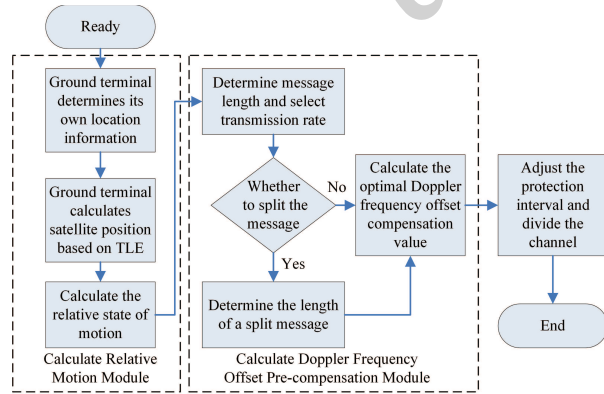 Ready
Ground terminal
determines its
own location
information
Ground terminal
calculates
satellite position
based on TLE
Calculate the
relative state of
motion
Calculate Relative
Motion Module
Determine message
length and select
transmission rate
Whether
to split the
message
No
Yes
Determine the length
of a split message
Calculate the
optimal Doppler
frequency offset
compensation
value
Calculate Doppler Frequency
Offset Pre-compensation Module
Adjust the
protection
interval and
divide the
channel
End